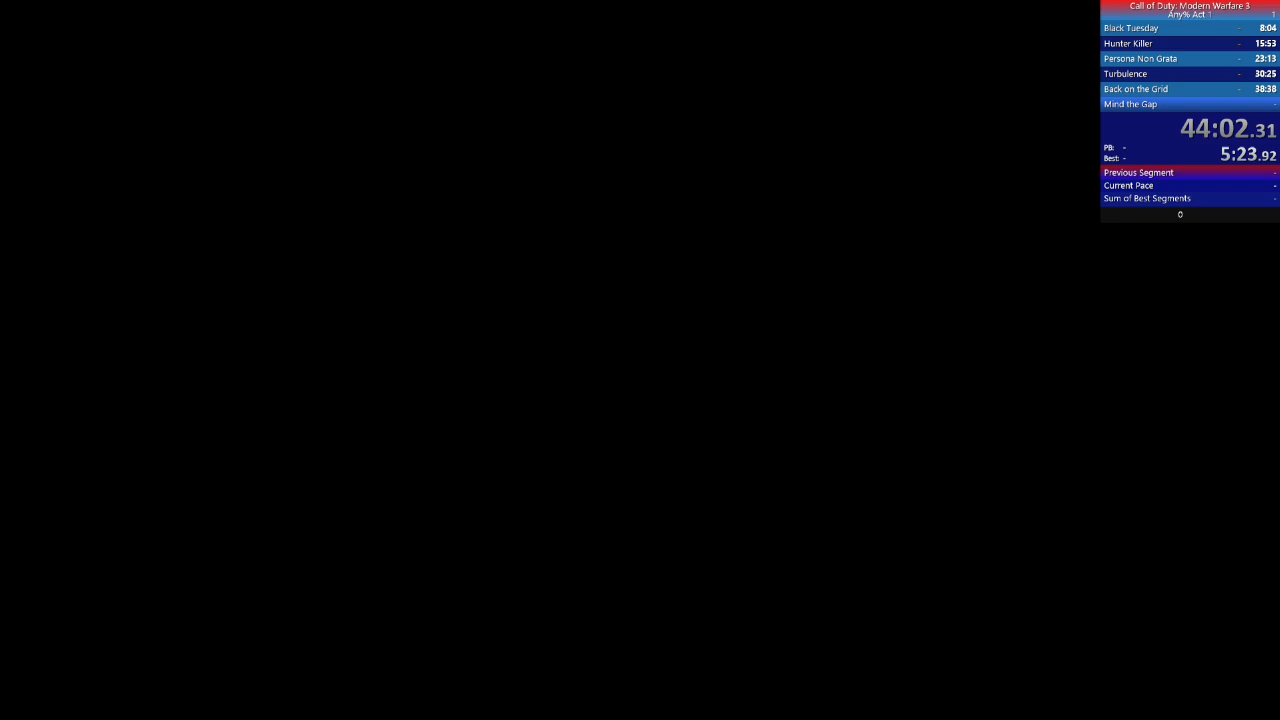 Call of Duty: Modern Warfare 3
Any% Act 1 1
Black Tuesday - 8:04
Hunter Killer - 15:53
Persona Non Grata - 23:13
Turbulence - 30:25
Back on the Grid - 38:38
Mind the Gap -
44:02.31
PB: -
Best: -
5:23.92
Previous Segment -
Current Pace -
Sum of Best Segments -
0